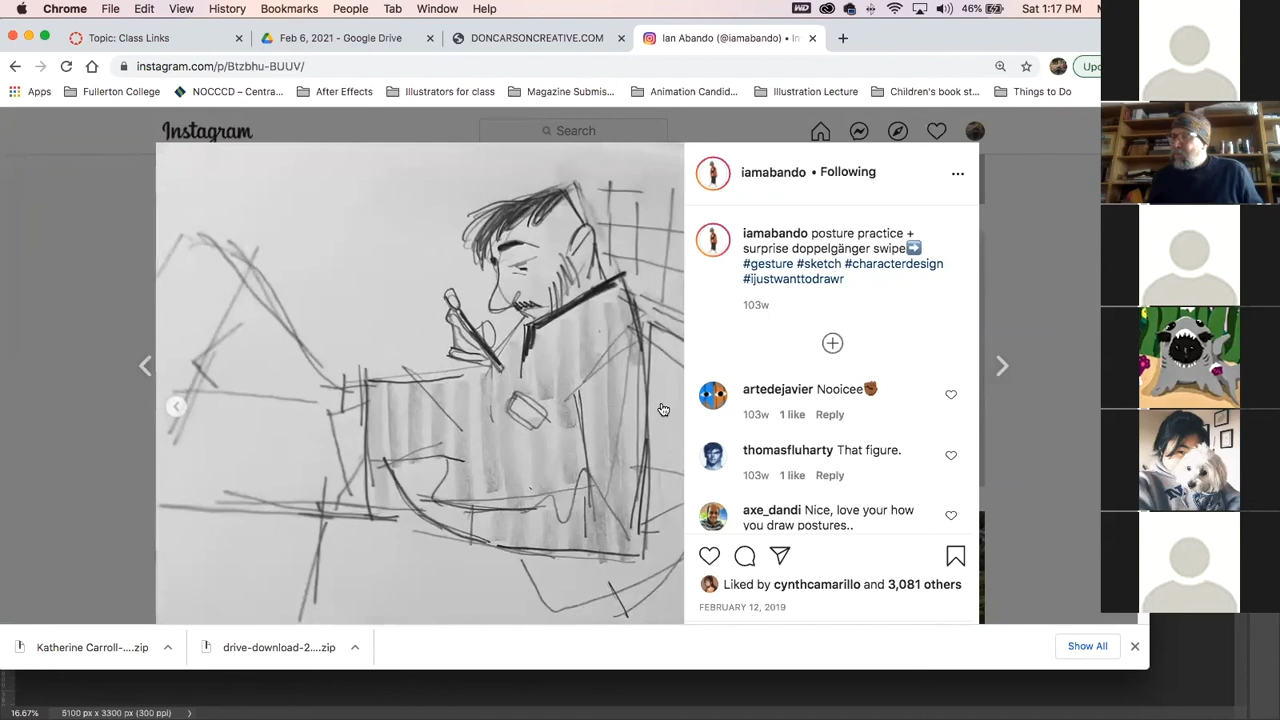 Chrome File Edit View History Bookmarks People Tab Window Help 46% Sat 1:17 PM
Topic: Class Links Feb 6, 2021 - Google Drive DONCARSONCREATIVE.COM Ian Abando (@iamabando) • In
instagram.com/p/Btzbhu-BUUV/
Apps Fullerton College NOCCCD – Centra... After Effects Illustrators for class Magazine Submis... Animation Candid... Illustration Lecture Children's book st... Things to Do
Instagram Search
iamabando • Following
iamabando posture practice +
surprise doppelgänger swipe➡️
#gesture #sketch #characterdesign
#ijustwanttodrawr
103w
artedejavier Nooicee
103w 1 like Reply
thomasfluharty That figure.
103w 1 like Reply
axe_dandi Nice, love your how
you draw postures..
Liked by cynthcamarillo and 3,081 others
FEBRUARY 12, 2019
Katherine Carroll-....zip drive-download-2....zip Show All
16.67% 5100 px x 3300 px (300 ppi)